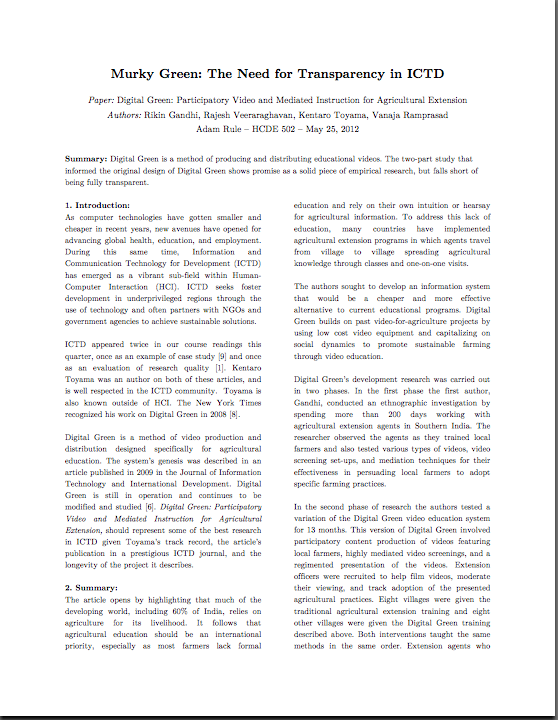 Murky Green: The Need for Transparency in ICTD
Paper: Digital Green: Participatory Video and Mediated Instruction for Agricultural Extension
Authors: Rikin Gandhi, Rajesh Veeraraghavan, Kentaro Toyama, Vanaja Ramprasad
Adam Rule – HCDE 502 – May 25, 2012
Summary: Digital Green is a method of producing and distributing educational videos. The two-part study that
informed the original design of Digital Green shows promise as a solid piece of empirical research, but falls short of
being fully transparent.
1. Introduction:
As computer technologies have gotten smaller and
cheaper in recent years, new avenues have opened for
advancing global health, education, and employment.
During this same time, Information and
Communication Technology for Development (ICTD)
has emerged as a vibrant sub-field within Human-
Computer Interaction (HCI). ICTD seeks foster
development in underprivileged regions through the
use of technology and often partners with NGOs and
government agencies to achieve sustainable solutions.
ICTD appeared twice in our course readings this
quarter, once as an example of case study [9] and once
as an evaluation of research quality [1]. Kentaro
Toyama was an author on both of these articles, and
is well respected in the ICTD community. Toyama is
also known outside of HCI. The New York Times
recognized his work on Digital Green in 2008 [8].
Digital Green is a method of video production and
distribution designed specifically for agricultural
education. The system's genesis was described in an
article published in 2009 in the Journal of Information
Technology and International Development. Digital
Green is still in operation and continues to be
modified and studied [6]. Digital Green: Participatory
Video and Mediated Instruction for Agricultural
Extension, should represent some of the best research
in ICTD given Toyama's track record, the article's
publication in a prestigious ICTD journal, and the
longevity of the project it describes.
2. Summary:
The article opens by highlighting that much of the
developing world, including 60% of India, relies on
agriculture for its livelihood. It follows that
agricultural education should be an international
priority, especially as most farmers lack formal
education and rely on their own intuition or hearsay
for agricultural information. To address this lack of
education, many countries have implemented
agricultural extension programs in which agents travel
from village to village spreading agricultural
knowledge through classes and one-on-one visits.
The authors sought to develop an information system
that would be a cheaper and more effective
alternative to current educational programs. Digital
Green builds on past video-for-agriculture projects by
using low cost video equipment and capitalizing on
social dynamics to promote sustainable farming
through video education.
Digital Green's development research was carried out
in two phases. In the first phase the first author,
Gandhi, conducted an ethnographic investigation by
spending more than 200 days working with
agricultural extension agents in Southern India. The
researcher observed the agents as they trained local
farmers and also tested various types of videos, video
screening set-ups, and mediation techniques for their
effectiveness in persuading local farmers to adopt
specific farming practices.
In the second phase of research the authors tested a
variation of the Digital Green video education system
for 13 months. This version of Digital Green involved
participatory content production of videos featuring
local farmers, highly mediated video screenings, and a
regimented presentation of the videos. Extension
officers were recruited to help film videos, moderate
their viewing, and track adoption of the presented
agricultural practices. Eight villages were given the
traditional agricultural extension training and eight
other villages were given the Digital Green training
described above. Both interventions taught the same
methods in the same order. Extension agents who